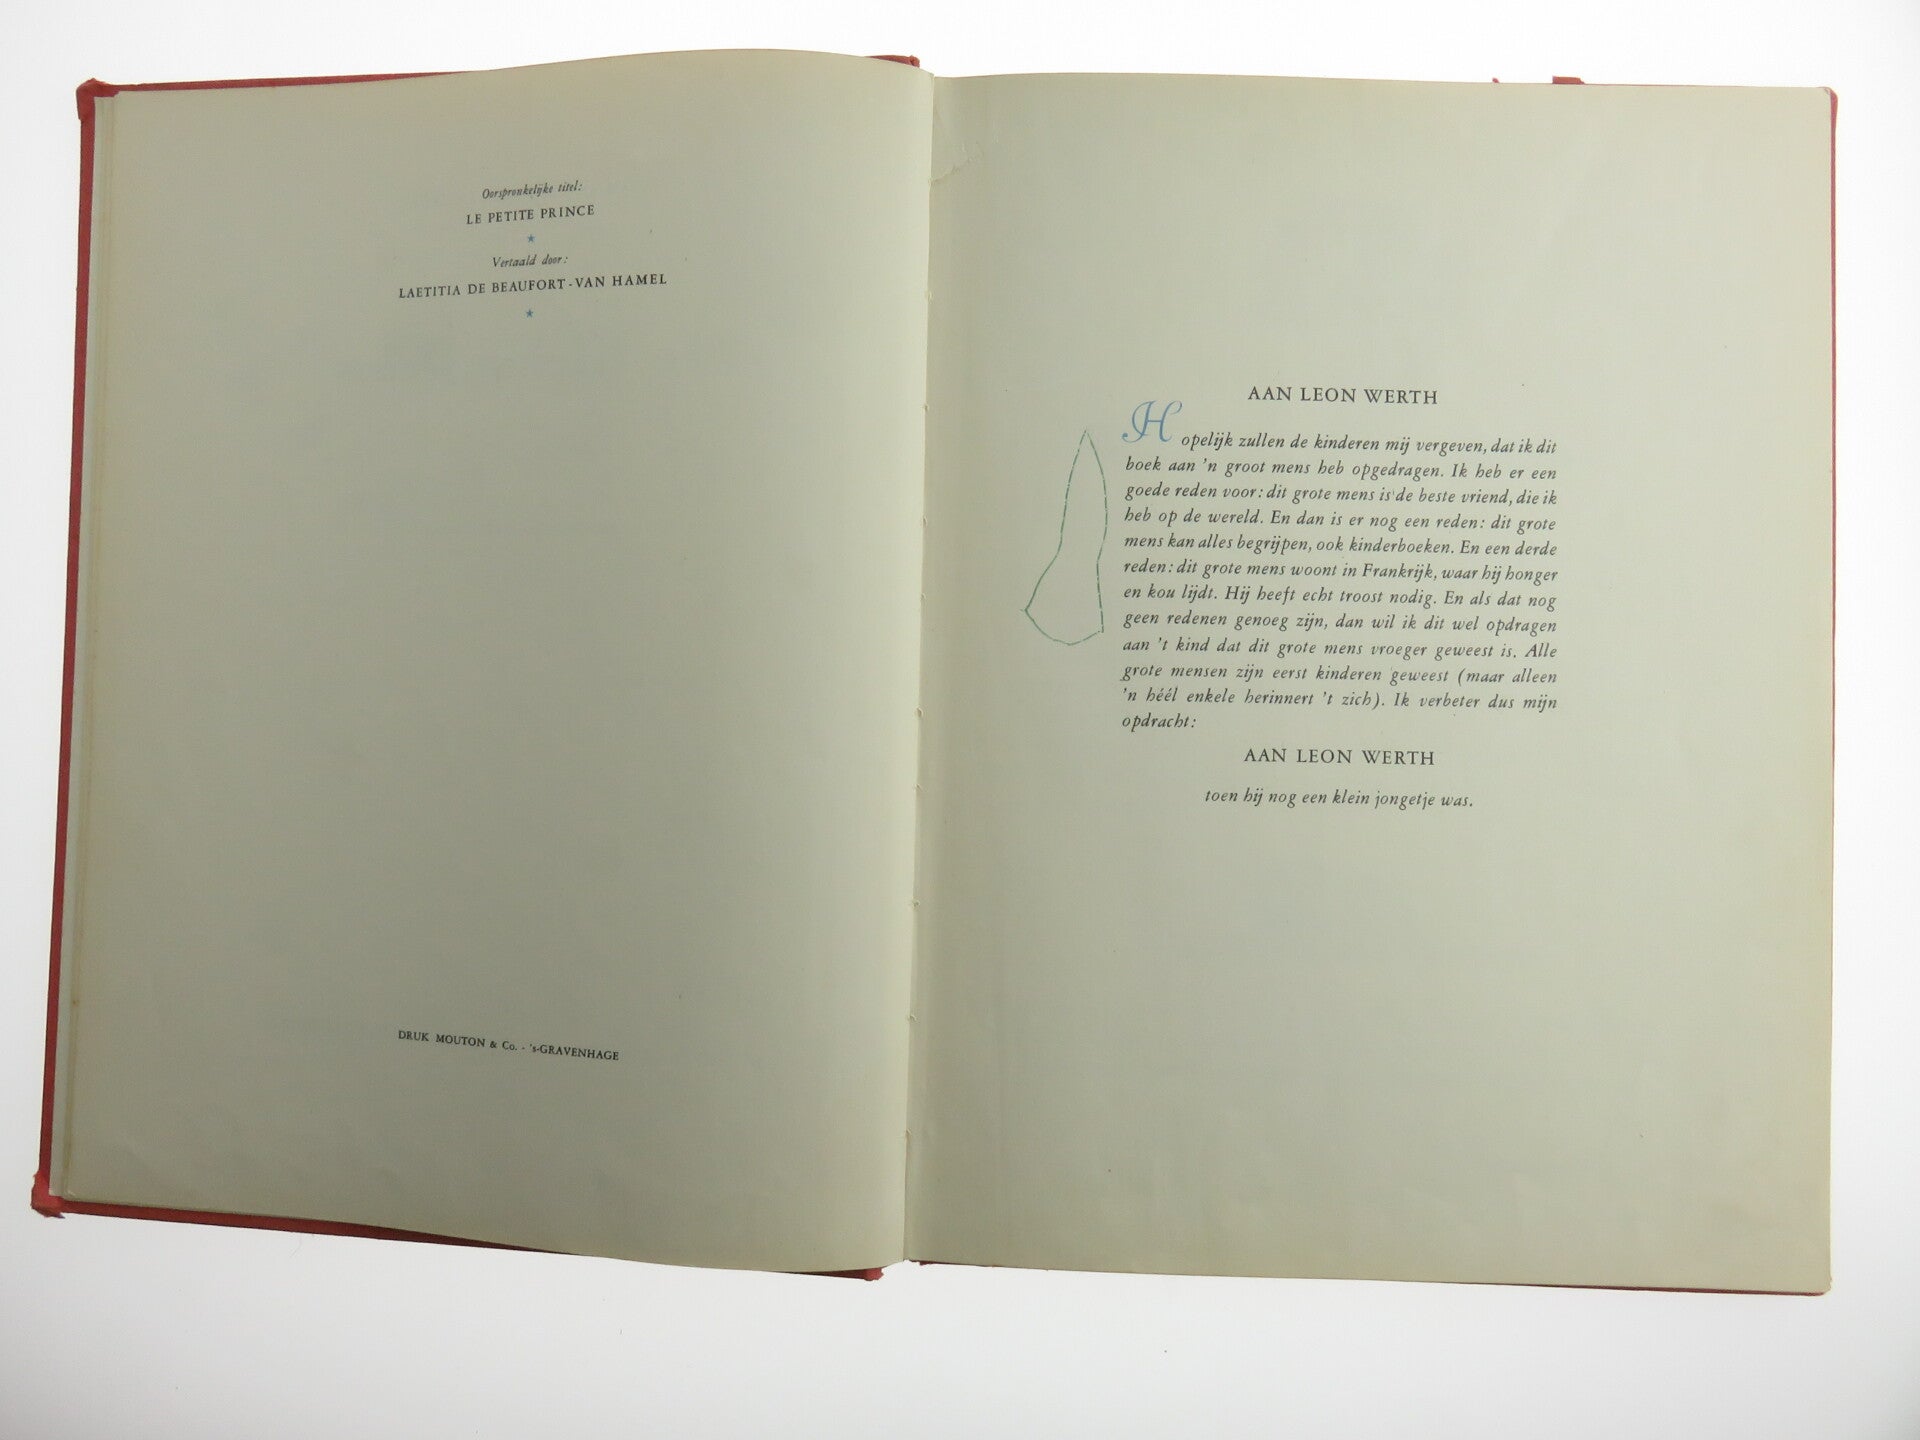 Oorspronkelijke titel:
LE PETITE PRINCE
Vertaald door:
LAETITIA DE BEAUFORT-VAN HAMEL
DRUK MOUTON & Co. - 's-GRAVENHAGE
AAN LEON WERTH
Hopelijk zullen de kinderen mij vergeven, dat ik dit
boek aan 'n groot mens heb opgedragen. Ik heb er een
goede reden voor: dit grote mens is de beste vriend, die ik
heb op de wereld. En dan is er nog een reden: dit grote
mens kan alles begrijpen, ook kinderboeken. En een derde
reden: dit grote mens woont in Frankrijk, waar hij honger
en kou lijdt. Hij heeft echt troost nodig. En als dat nog
geen redenen genoeg zijn, dan wil ik dit wel opdragen
aan 't kind dat dit grote mens vroeger geweest is. Alle
grote mensen zijn eerst kinderen geweest (maar alleen
'n héél enkele herinnert 't zich). Ik verbeter dus mijn
opdracht:
AAN LEON WERTH
toen hij nog een klein jongetje was.